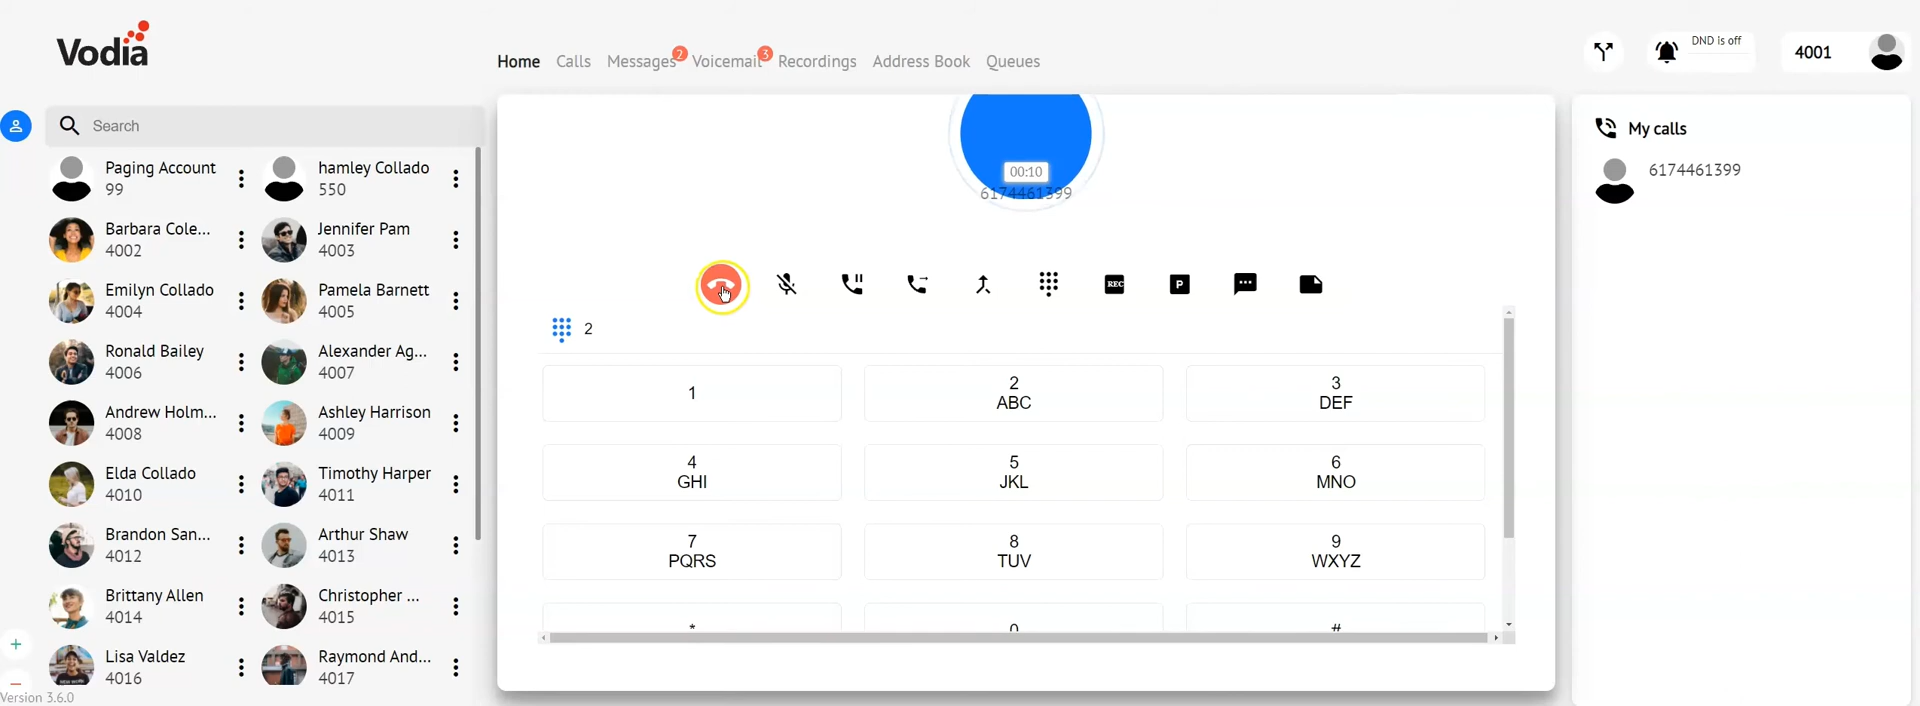 Vodia
Home Calls Messages 2 Voicemail 3 Recordings Address Book Queues
DND is off
4001
Search
Paging Account
99
hamley Collado
550
Barbara Cole...
4002
Jennifer Pam
4003
Emilyn Collado
4004
Pamela Barnett
4005
Ronald Bailey
4006
Alexander Ag...
4007
Andrew Holm...
4008
Ashley Harrison
4009
Elda Collado
4010
Timothy Harper
4011
Brandon San...
4012
Arthur Shaw
4013
Brittany Allen
4014
Christopher ...
4015
Lisa Valdez
4016
Raymond And...
4017
Version 3.6.0
00:10
6174461399
REC
P
2
1
2
ABC
3
DEF
4
GHI
5
JKL
6
MNO
7
PQRS
8
TUV
9
WXYZ
*
0
#
My calls
6174461399